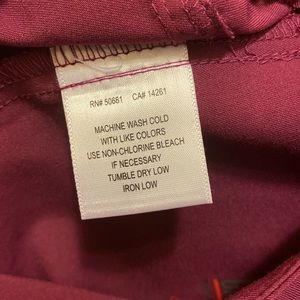 RN# 50661 CA# 14261
MACHINE WASH COLD
WITH LIKE COLORS
USE NON-CHLORINE BLEACH
IF NECESSARY
TUMBLE DRY LOW
IRON LOW